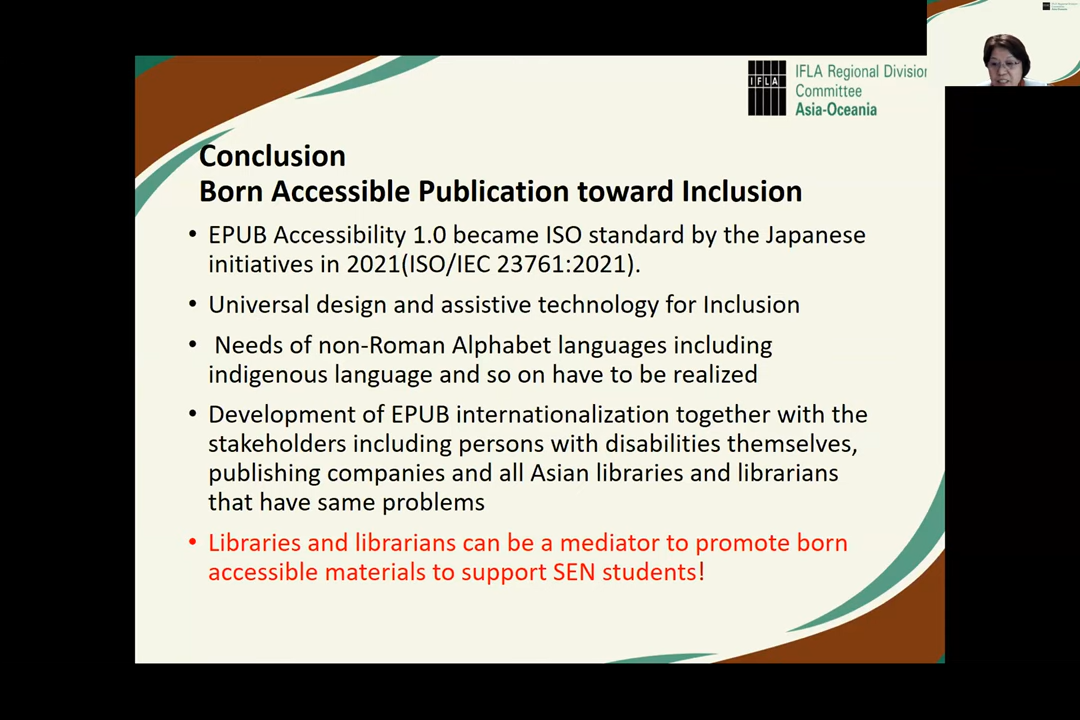 IFLA
IFLA Regional Division
Committee
Asia-Oceania
Conclusion
Born Accessible Publication toward Inclusion
• EPUB Accessibility 1.0 became ISO standard by the Japanese
initiatives in 2021(ISO/IEC 23761:2021).
• Universal design and assistive technology for Inclusion
• Needs of non-Roman Alphabet languages including
indigenous language and so on have to be realized
• Development of EPUB internationalization together with the
stakeholders including persons with disabilities themselves,
publishing companies and all Asian libraries and librarians
that have same problems
• Libraries and librarians can be a mediator to promote born
accessible materials to support SEN students!